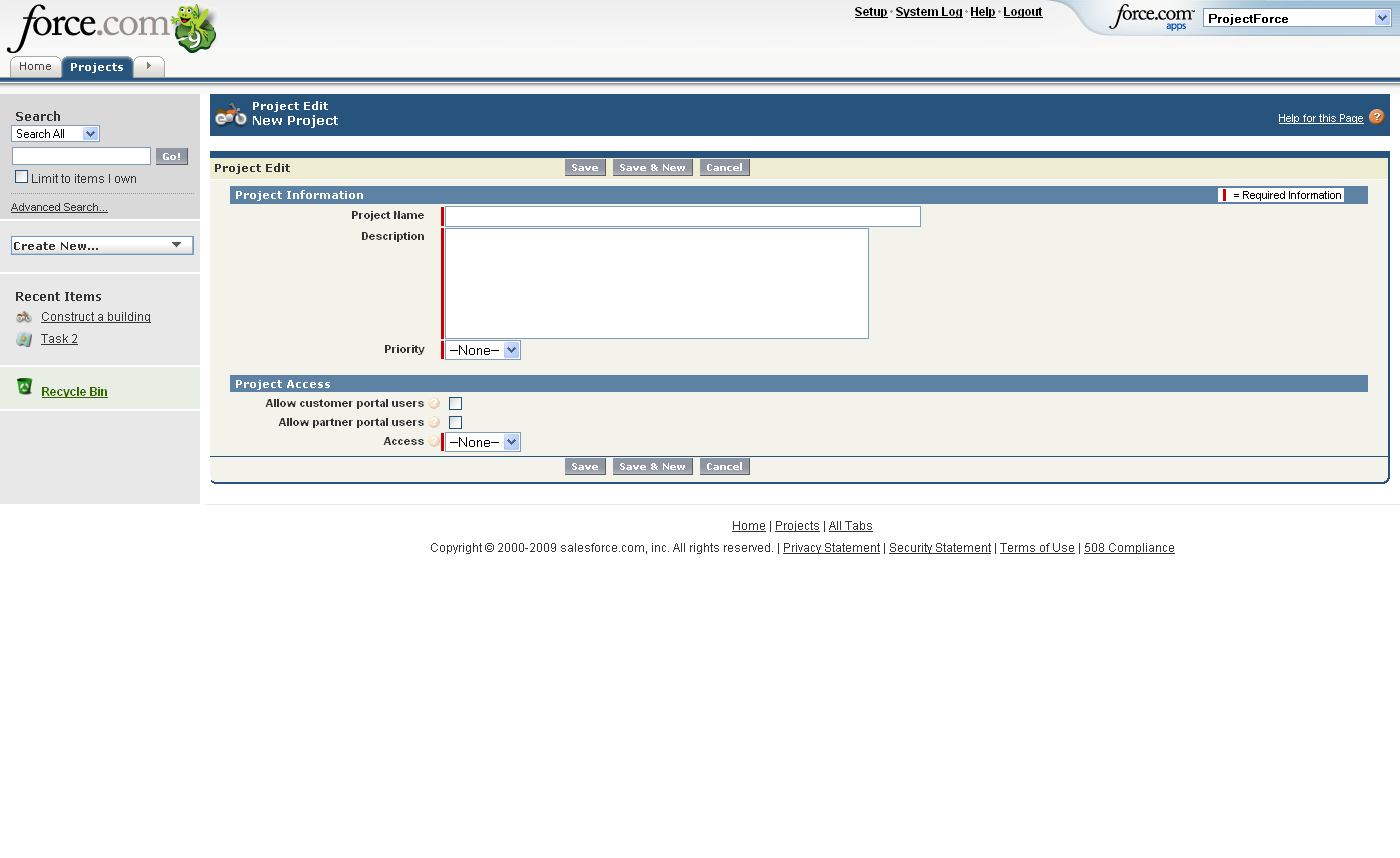 force.com 9
Setup · System Log · Help · Logout
force.com™ apps
ProjectForce
Home Projects
Search
Search All
Go!
Limit to items I own
Advanced Search...
Create New...
Recent Items
Construct a building
Task 2
Recycle Bin
Project Edit
New Project
Help for this Page ?
Project Edit Save Save & New Cancel
Project Information = Required Information
Project Name
Description
Priority --None--
Project Access
Allow customer portal users ?
Allow partner portal users ?
Access ? --None--
Save Save & New Cancel
Home | Projects | All Tabs
Copyright © 2000-2009 salesforce.com, inc. All rights reserved. | Privacy Statement | Security Statement | Terms of Use | 508 Compliance